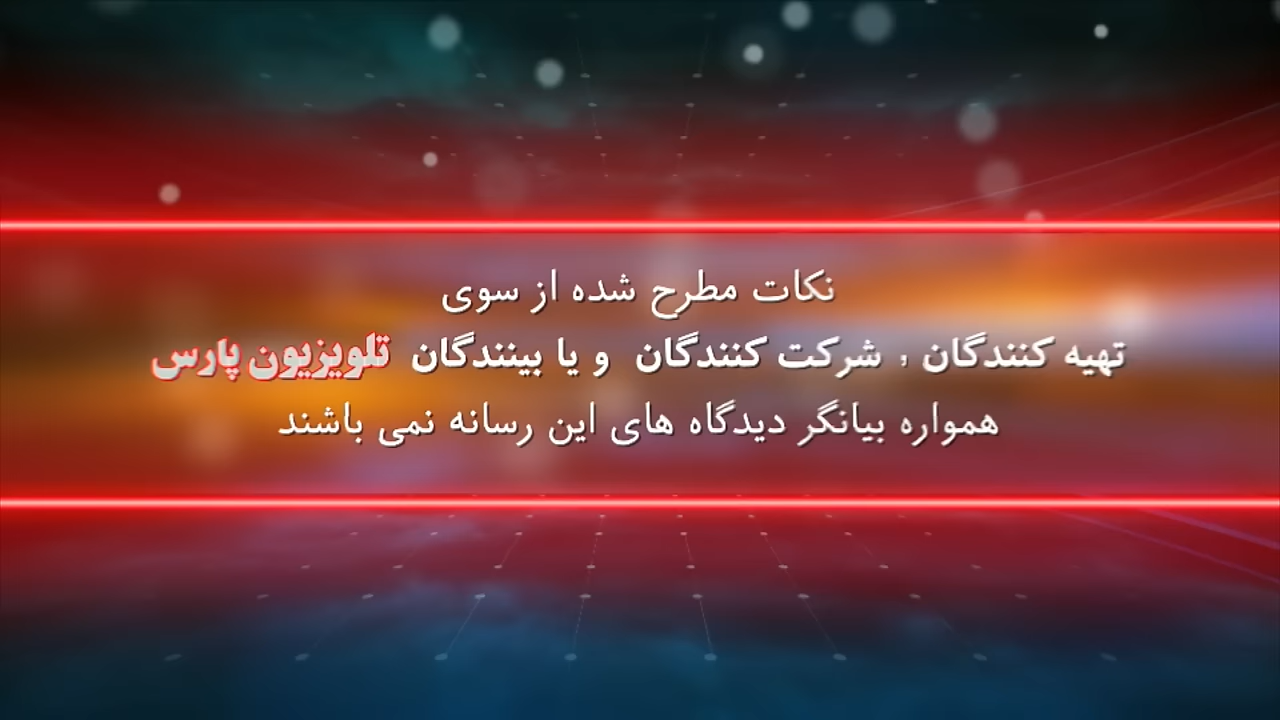 نکات مطرح شده از سوی
تهیه کنندگان , شرکت کنندگان و یا بینندگان تلویزیون پارس
همواره بیانگر دیدگاه های این رسانه نمی باشند